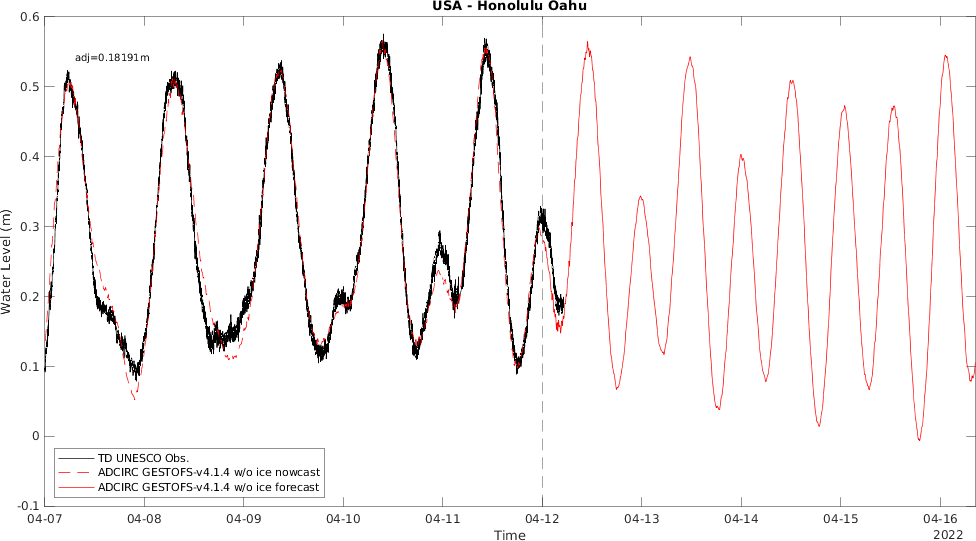 USA - Honolulu Oahu
adj=0.18191m
0.6
0.5
0.4
0.3
0.2
0.1
0
-0.1
Water Level (m)
TD UNESCO Obs.
ADCIRC GESTOFS-v4.1.4 w/o ice nowcast
ADCIRC GESTOFS-v4.1.4 w/o ice forecast
04-07 04-08 04-09 04-10 04-11 04-12 04-13 04-14 04-15 04-16
Time
2022